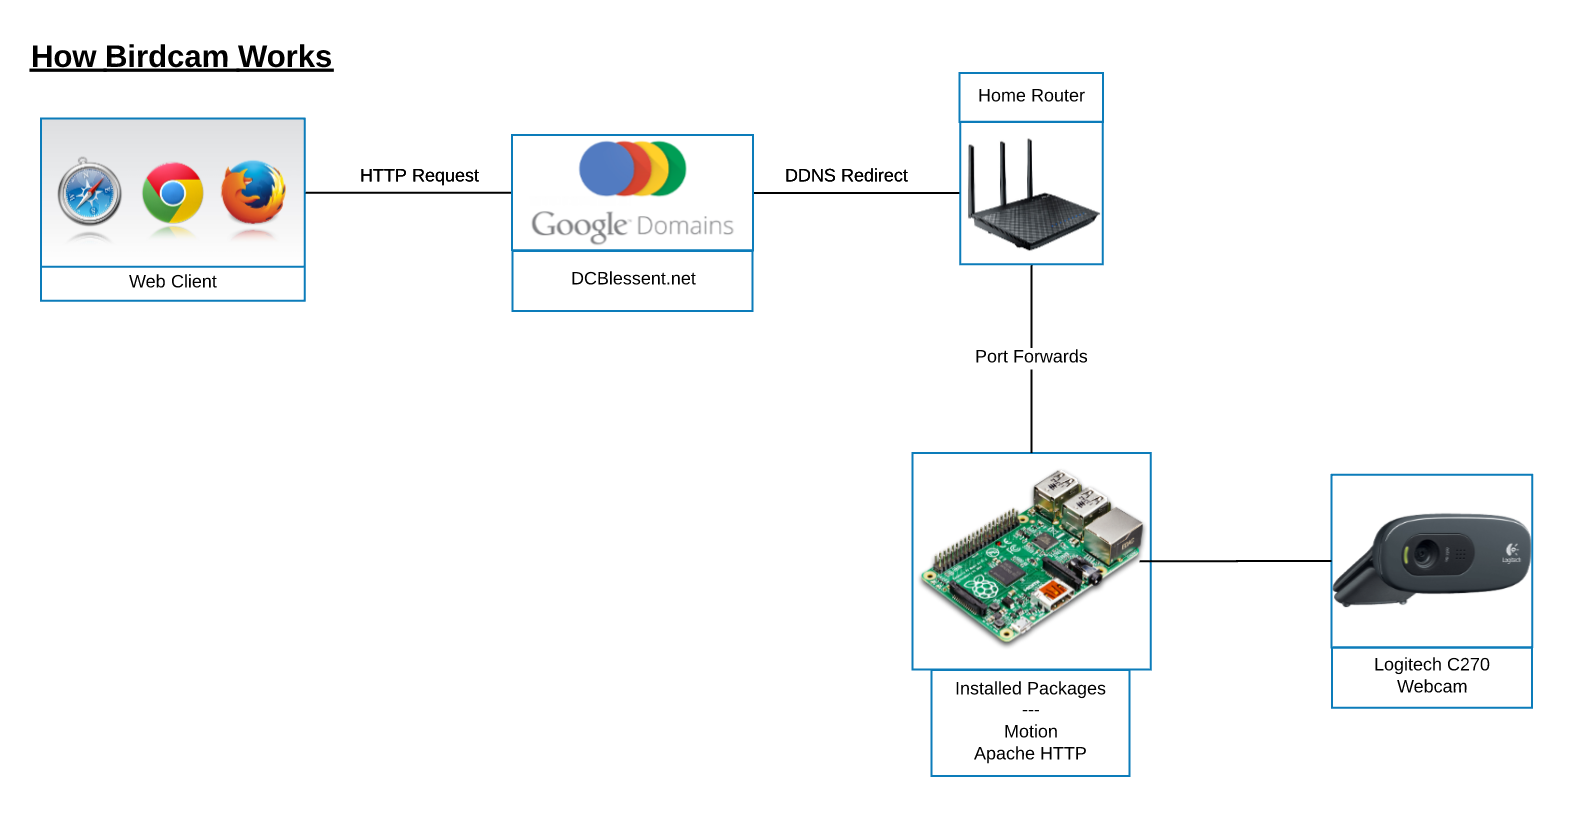 How Birdcam Works
Home Router
HTTP Request
DDNS Redirect
Google Domains
Web Client
DCBlessent.net
Port Forwards
Logitech
Logitech C270
Webcam
Installed Packages
---
Motion
Apache HTTP